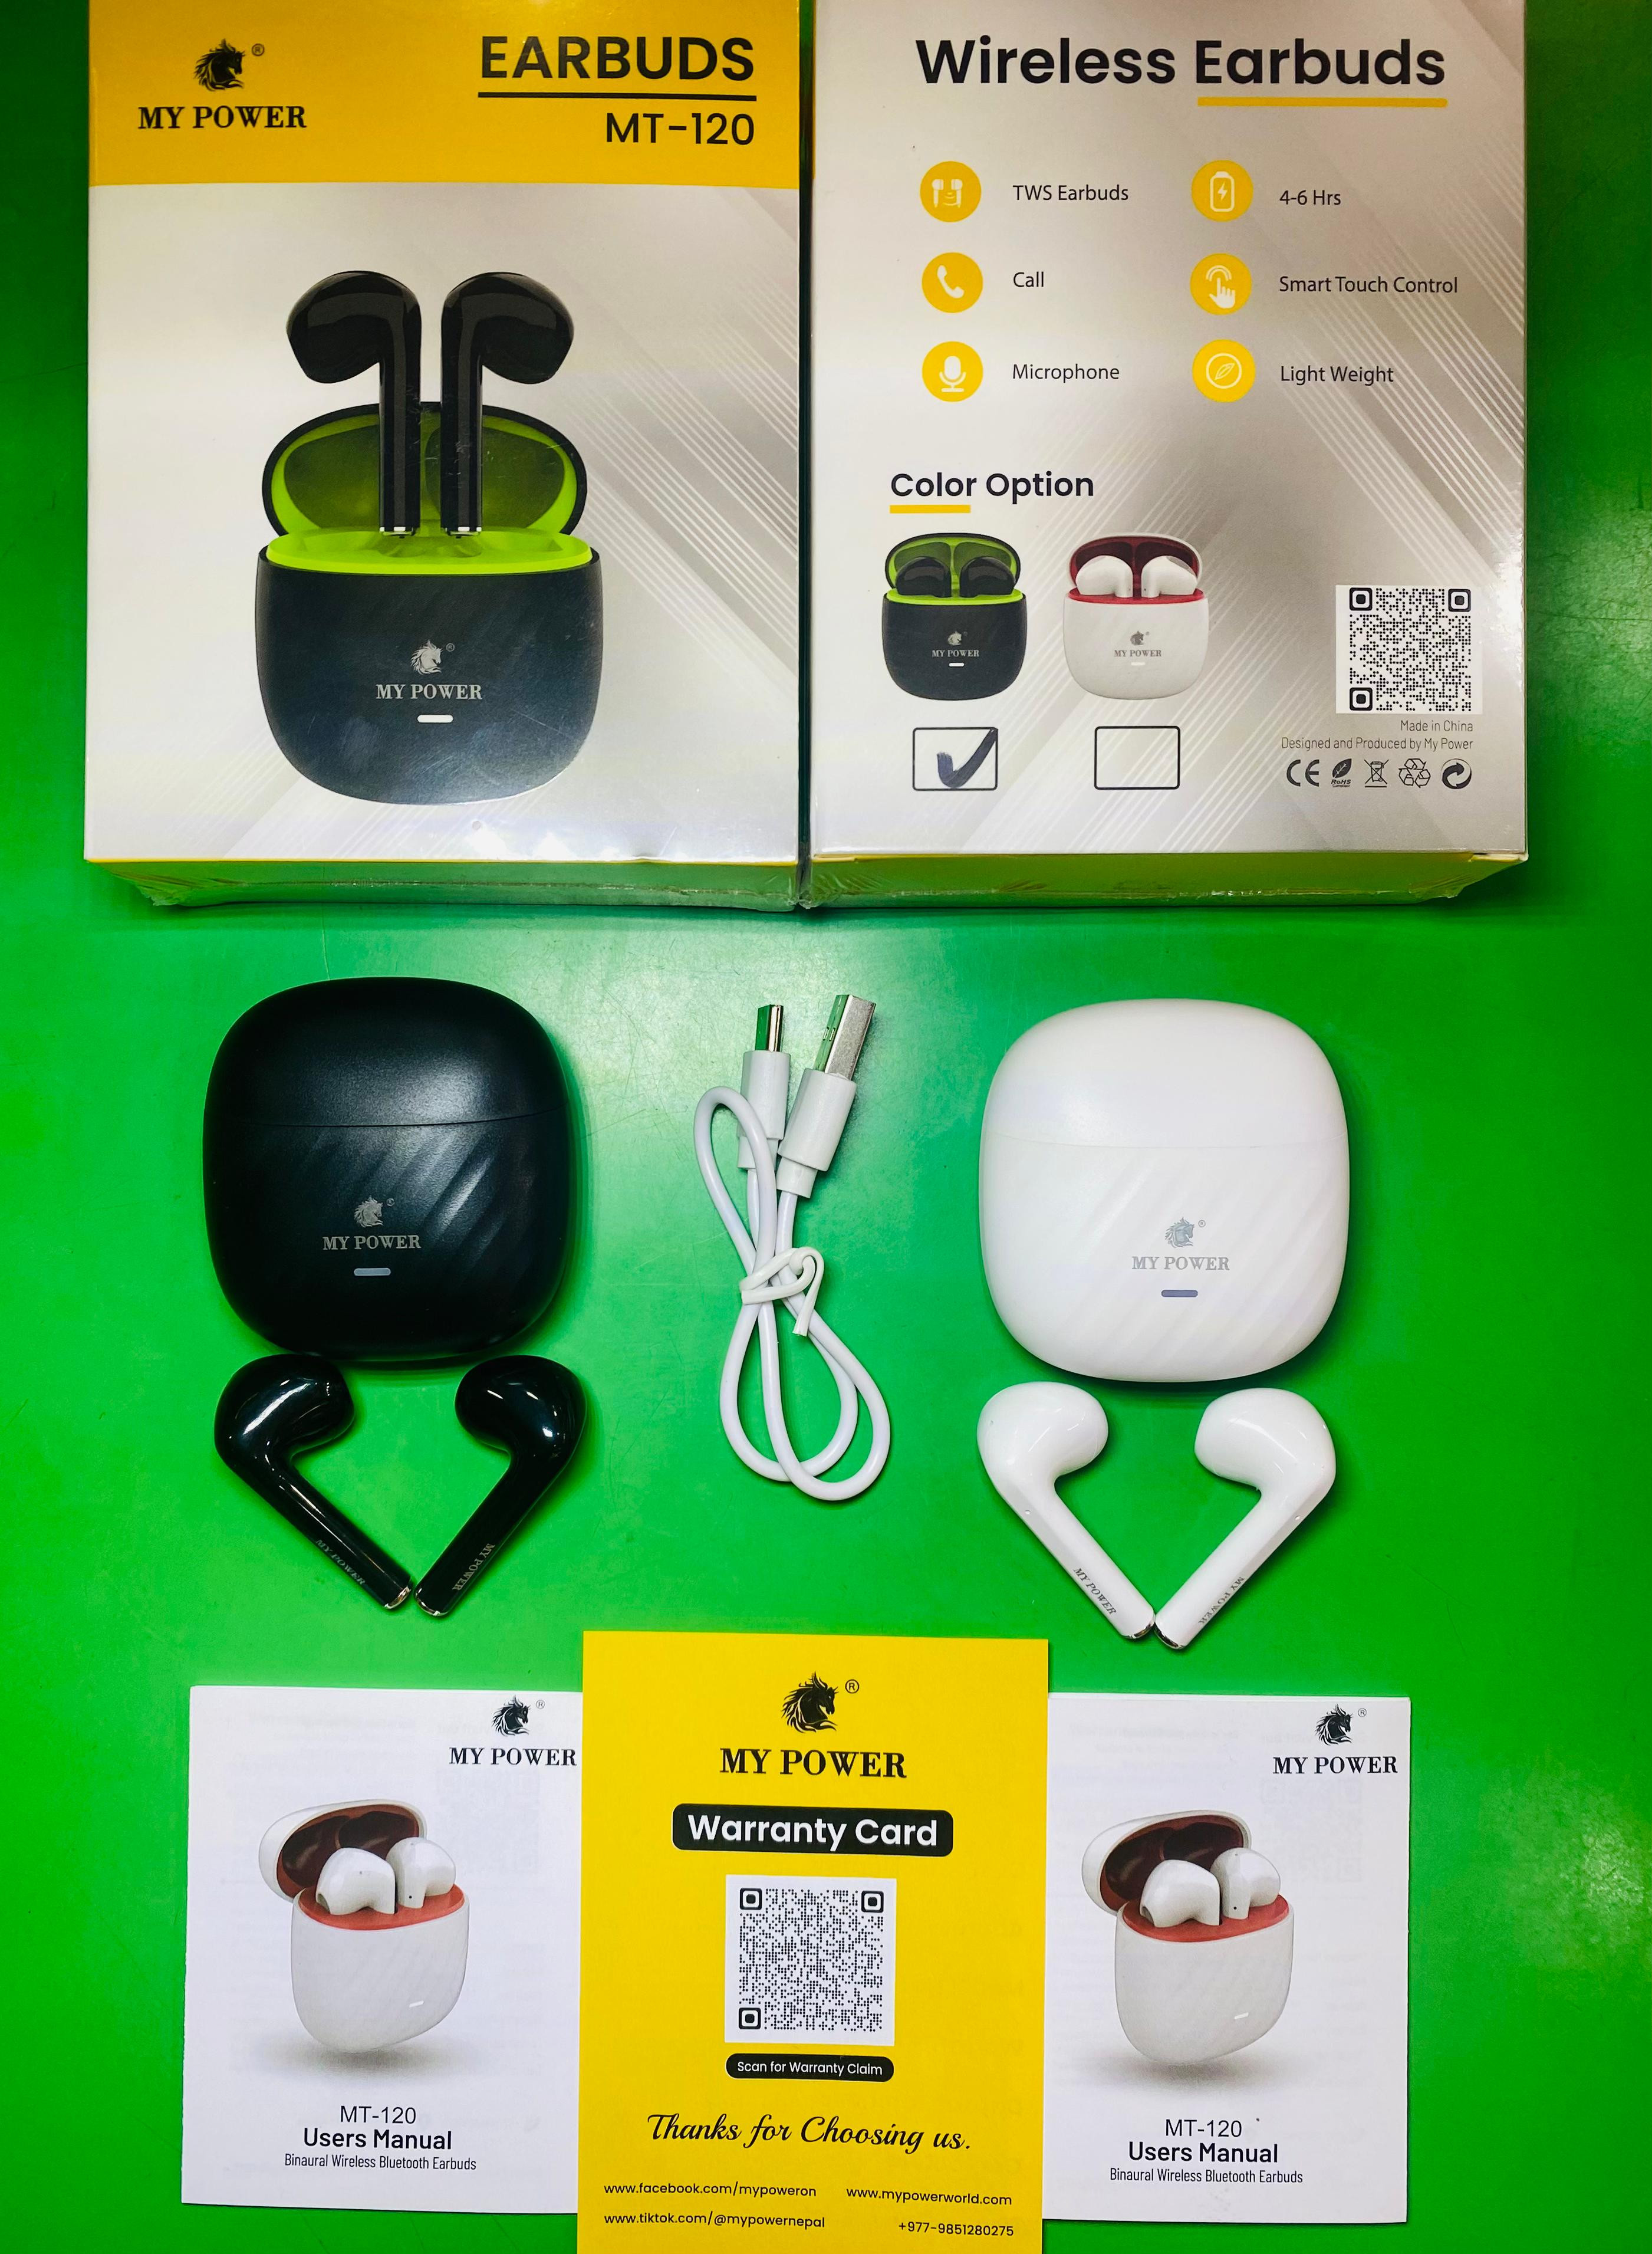 MY POWER
®
EARBUDS
MT-120
®
MY POWER
Wireless Earbuds
TWS Earbuds
4-6 Hrs
Call
Smart Touch Control
Microphone
Light Weight
Color Option
MY POWER
MY POWER
Made in China
Designed and Produced by My Power
CE
RoHS
®
MY POWER
®
MY POWER
MY POWER
MY POWER
MY POWER
MY POWER
®
MY POWER
MT-120
Users Manual
Binaural Wireless Bluetooth Earbuds
®
MY POWER
Warranty Card
Scan for Warranty Claim
Thanks for Choosing us.
www.facebook.com/mypoweron
www.mypowerworld.com
www.tiktok.com/@mypowernepal
+977-9851280275
®
MY POWER
MT-120
Users Manual
Binaural Wireless Bluetooth Earbuds